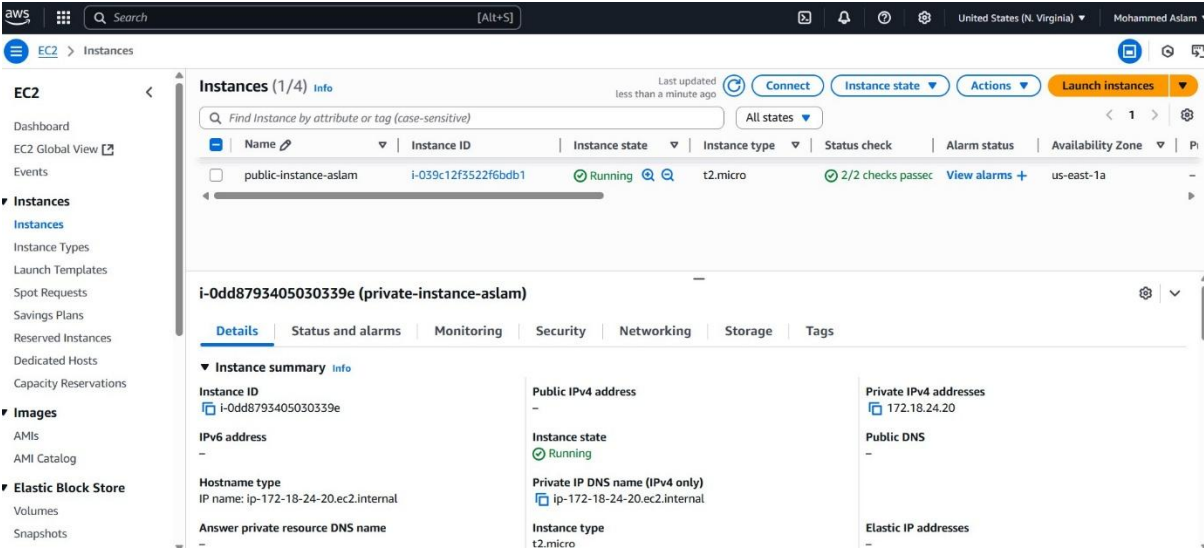 aws Search [Alt+S] United States (N. Virginia) Mohammed Aslam
EC2 > Instances
EC2
Dashboard
EC2 Global View
Events
Instances
Instances
Instance Types
Launch Templates
Spot Requests
Savings Plans
Reserved Instances
Dedicated Hosts
Capacity Reservations
Images
AMIs
AMI Catalog
Elastic Block Store
Volumes
Snapshots
Instances (1/4) Info
Last updated
less than a minute ago
Connect Instance state Actions Launch instances
Find Instance by attribute or tag (case-sensitive) All states 1
Name Instance ID Instance state Instance type Status check Alarm status Availability Zone
public-instance-aslam i-039c12f3522f6bdb1 Running t2.micro 2/2 checks passec View alarms + us-east-1a –
i-0dd8793405030339e (private-instance-aslam)
Details Status and alarms Monitoring Security Networking Storage Tags
Instance summary Info
Instance ID Public IPv4 address Private IPv4 addresses
i-0dd8793405030339e – 172.18.24.20
IPv6 address Instance state Public DNS
– Running –
Hostname type Private IP DNS name (IPv4 only)
IP name: ip-172-18-24-20.ec2.internal ip-172-18-24-20.ec2.internal
Answer private resource DNS name Instance type Elastic IP addresses
– t2.micro –